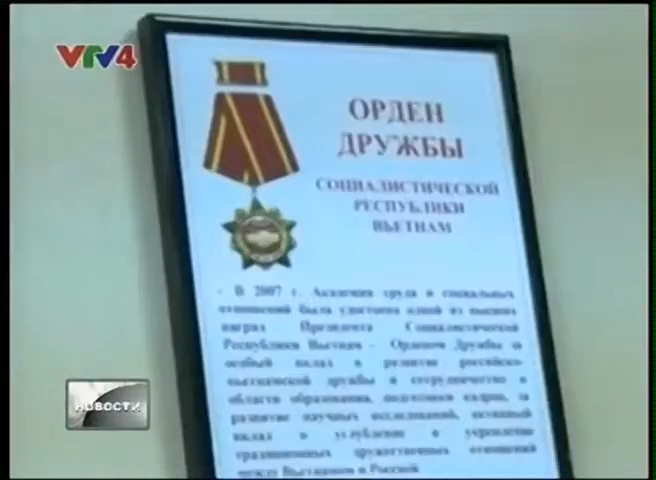 VTV4
ОРДЕН
ДРУЖБЫ
СОЦИАЛИСТИЧЕСКОЙ
РЕСПУБЛИКИ
ВЬЕТНАМ
- В 2007 г. Академия труда и социальных
отношений была удостоена одной из высших
наград Президента Социалистической
Республики Вьетнам - Орденом Дружбы за
особый вклад в развитие российско-
вьетнамской дружбы и сотрудничество в
области образования, подготовки кадров, за
развитие научных исследований, активный
вклад в углубление и укрепление
традиционных дружественных отношений
между Вьетнамом и Россией
НОВОСТИ